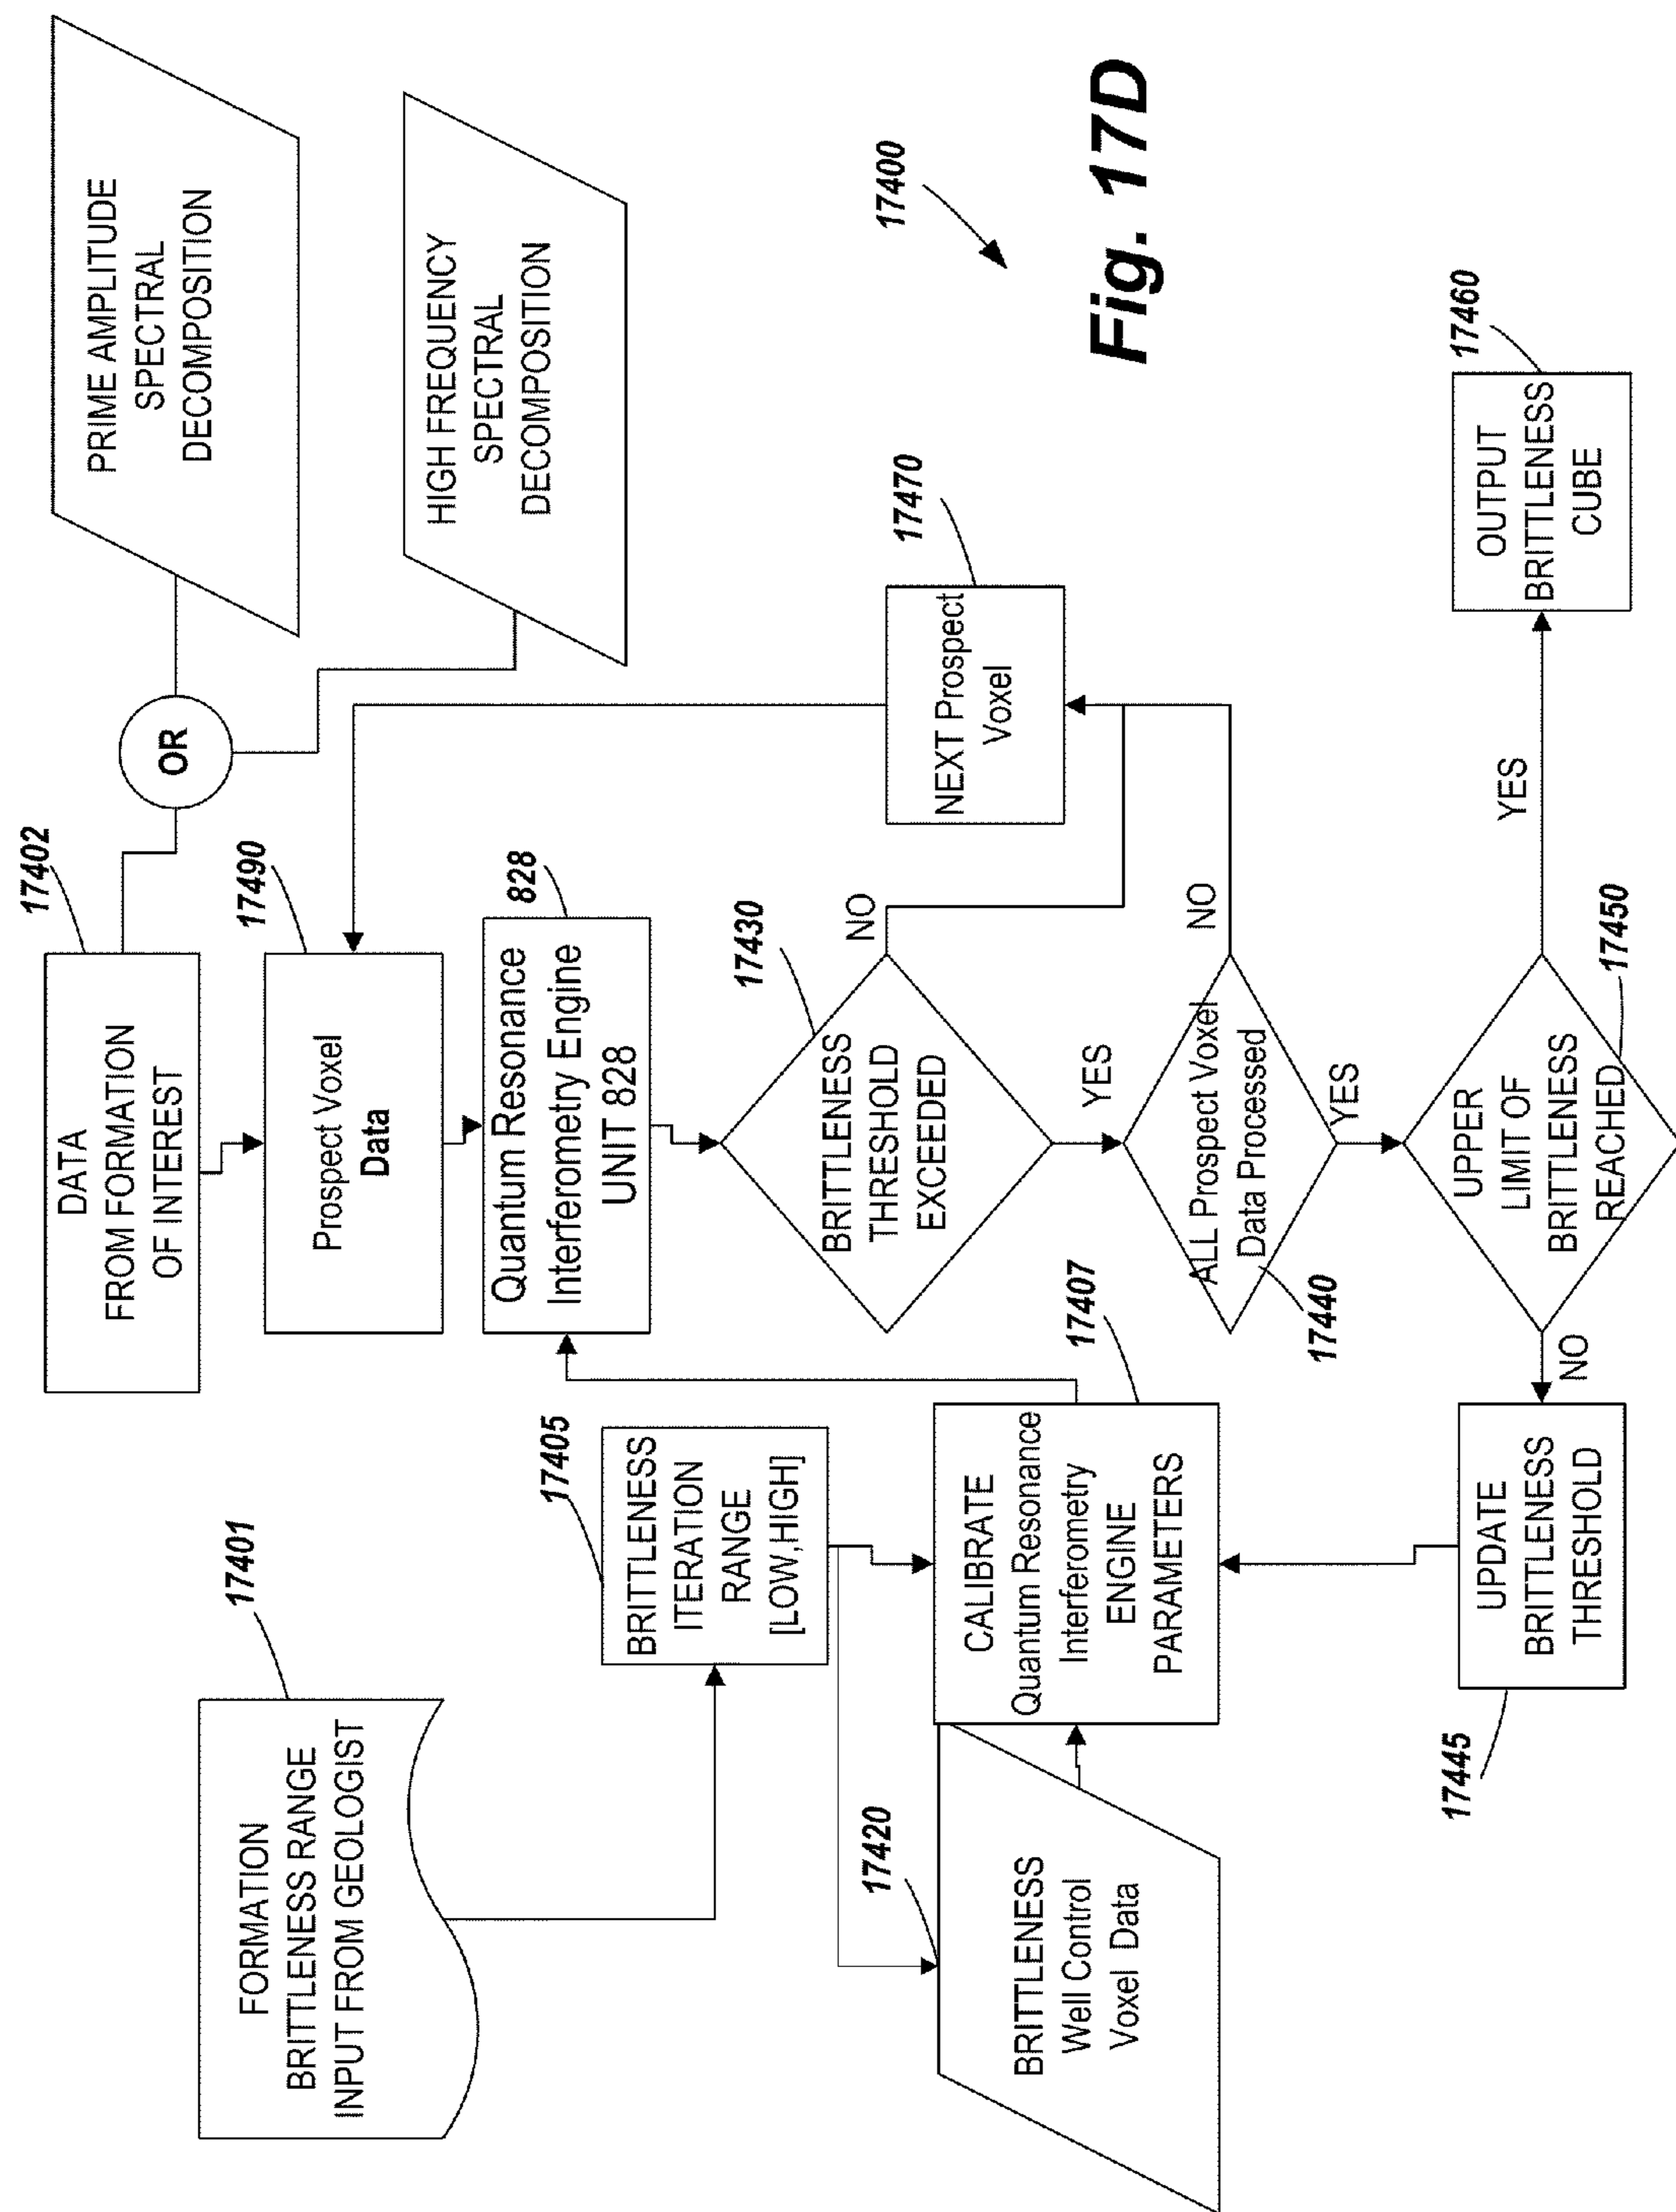 17401
FORMATION
BRITTLENESS RANGE
INPUT FROM GEOLOGIST
17402
DATA
FROM FORMATION
OF INTEREST
OR
PRIME AMPLITUDE
SPECTRAL
DECOMPOSITION
HIGH FREQUENCY
SPECTRAL
DECOMPOSITION
17490
Prospect Voxel
Data
17405
BRITTLENESS
ITERATION
RANGE
[LOW,HIGH]
828
Quantum Resonance
Interferometry Engine
UNIT 828
17420
BRITTLENESS
Well Control
Voxel Data
17407
CALIBRATE
Quantum Resonance
Interferometry
ENGINE
PARAMETERS
17430
BRITTLENESS
THRESHOLD
EXCEEDED
NO
YES
17470
NEXT Prospect
Voxel
17400
Fig. 17D
ALL Prospect Voxel
Data Processed
17440
NO
YES
17445
UPDATE
BRITTLENESS
THRESHOLD
NO
UPPER
LIMIT OF
BRITTLENESS
REACHED
17450
YES
17460
OUTPUT
BRITTLENESS
CUBE